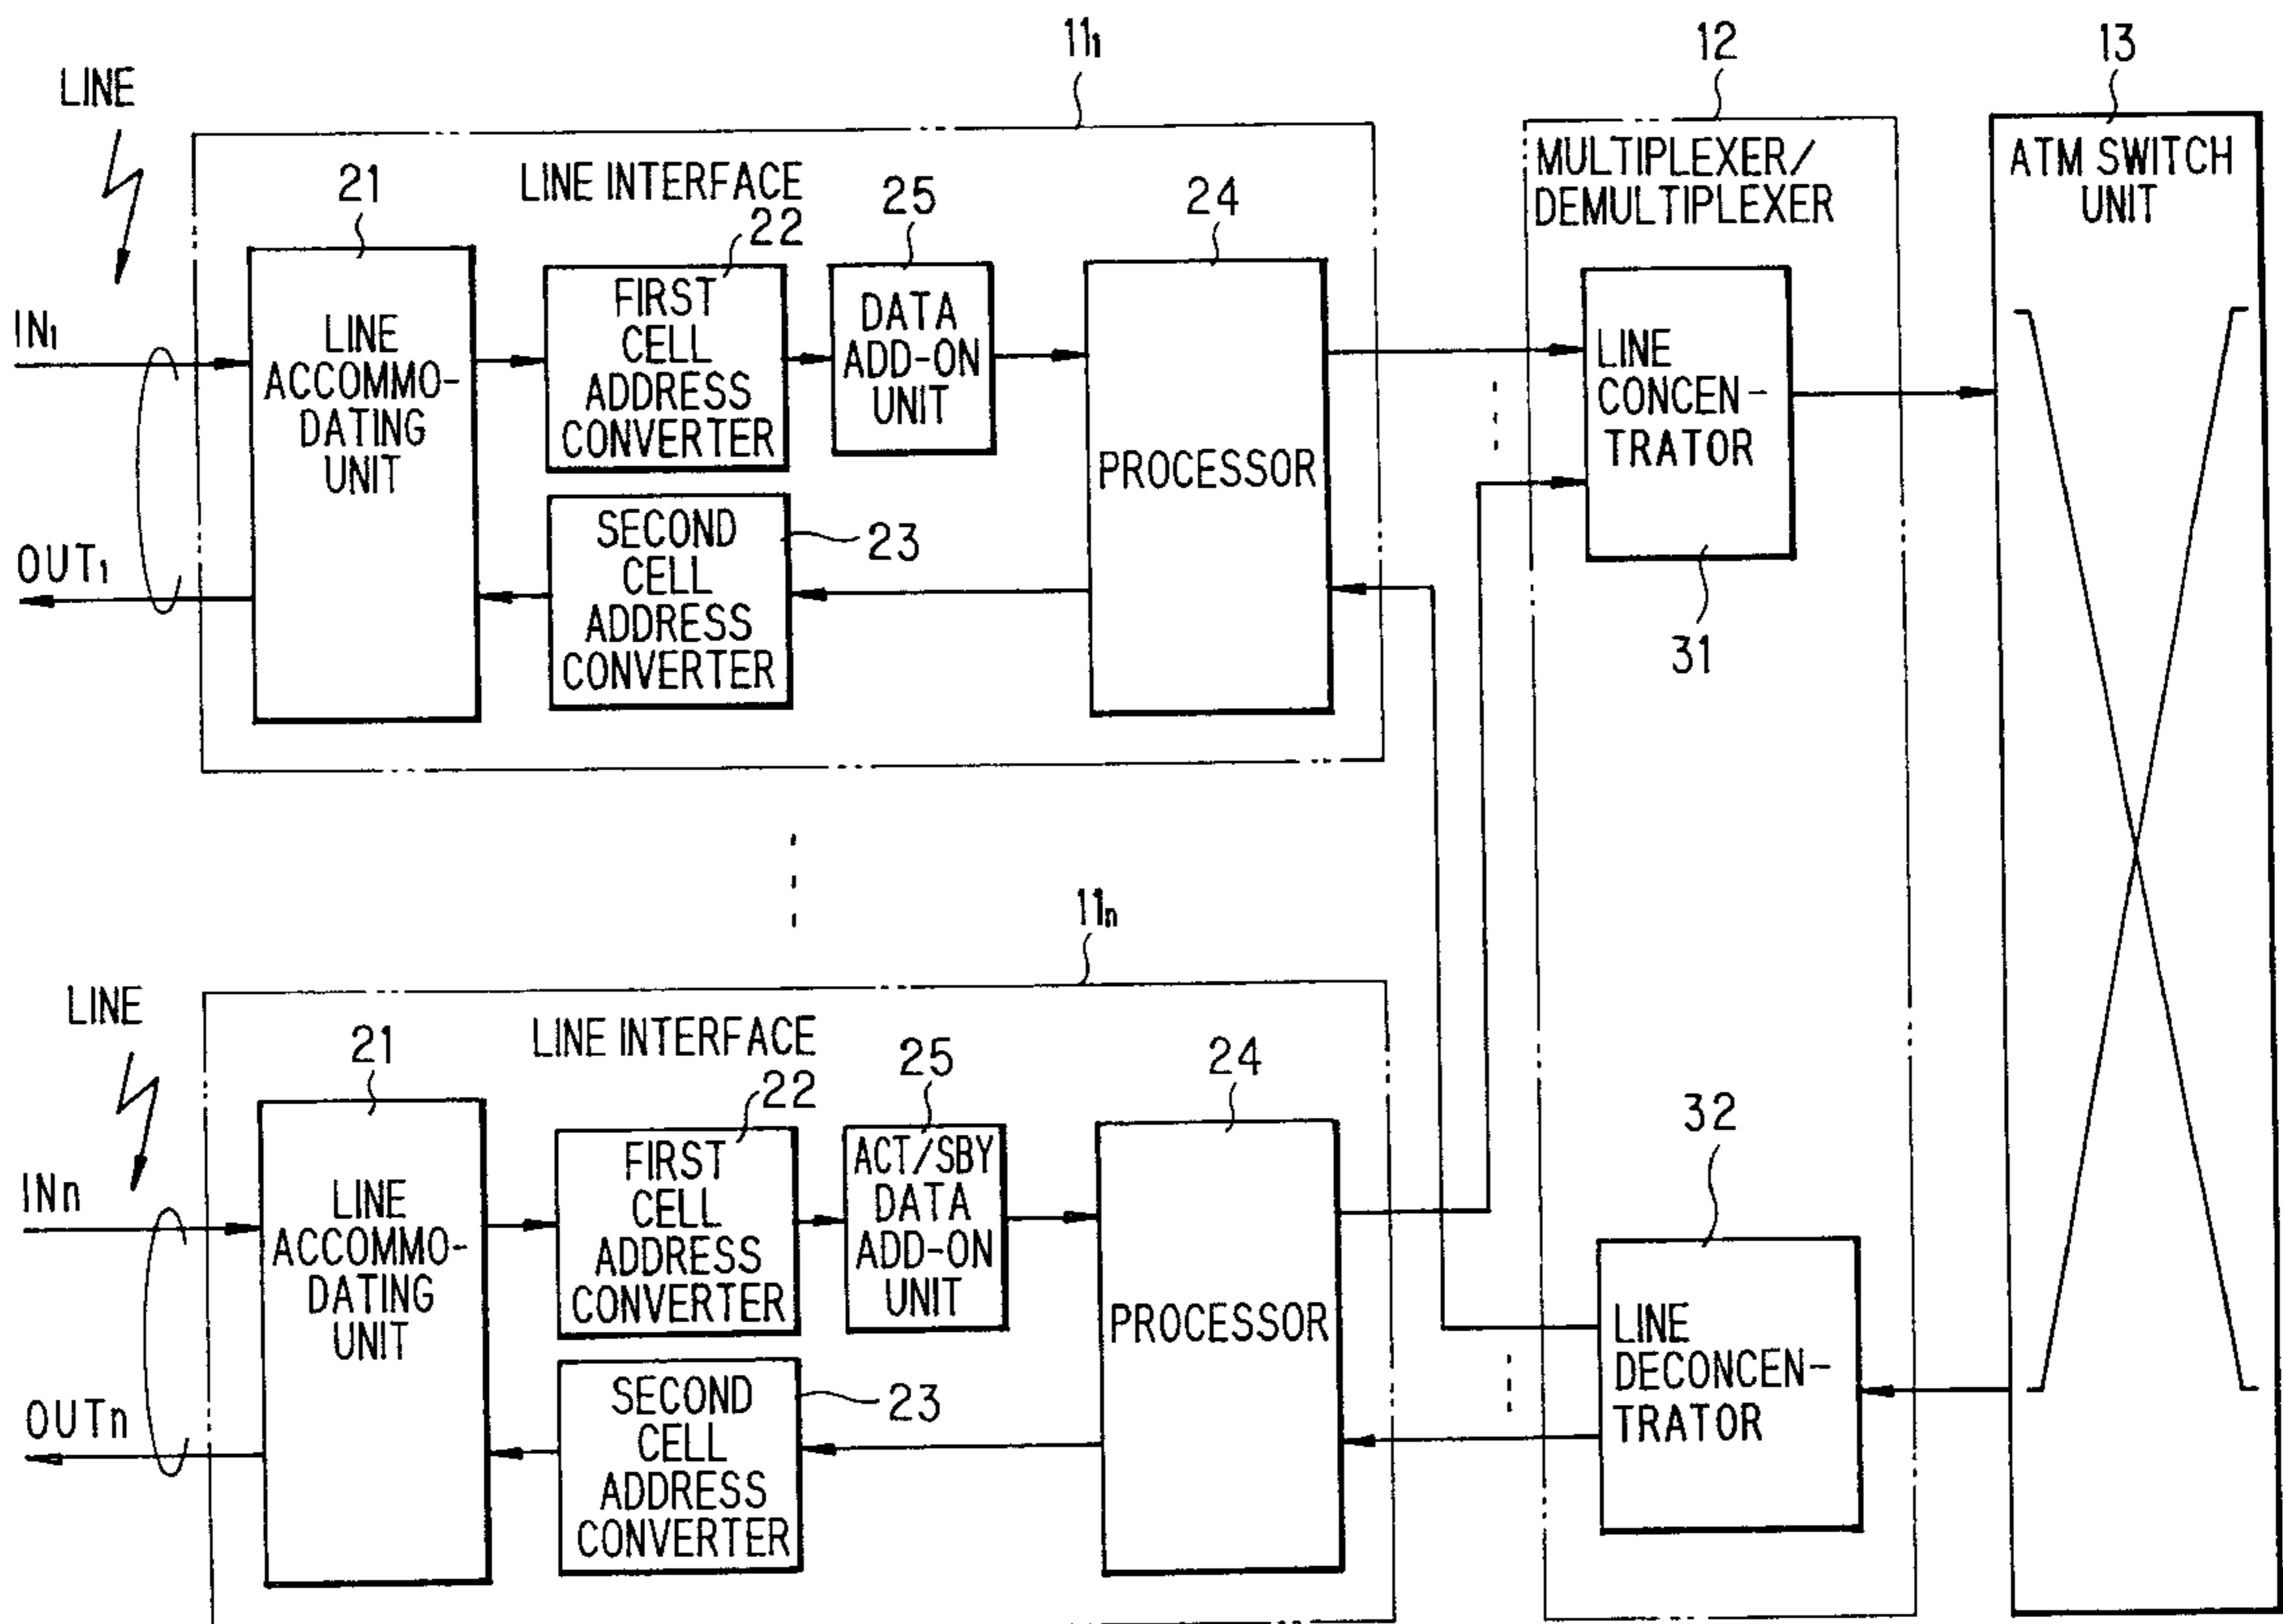 11₁
12
13
LINE
MULTIPLEXER/
DEMULTIPLEXER
ATM SWITCH
UNIT
LINE INTERFACE
21
22
25
24
IN₁
LINE
ACCOMMO-
DATING
UNIT
FIRST
CELL
ADDRESS
CONVERTER
DATA
ADD-ON
UNIT
PROCESSOR
LINE
CONCEN-
TRATOR
OUT₁
SECOND
CELL
ADDRESS
CONVERTER
23
31
11ₙ
LINE
LINE INTERFACE
21
22
25
24
32
INn
LINE
ACCOMMO-
DATING
UNIT
FIRST
CELL
ADDRESS
CONVERTER
ACT/SBY
DATA
ADD-ON
UNIT
PROCESSOR
LINE
DECONCEN-
TRATOR
OUTn
SECOND
CELL
ADDRESS
CONVERTER
23